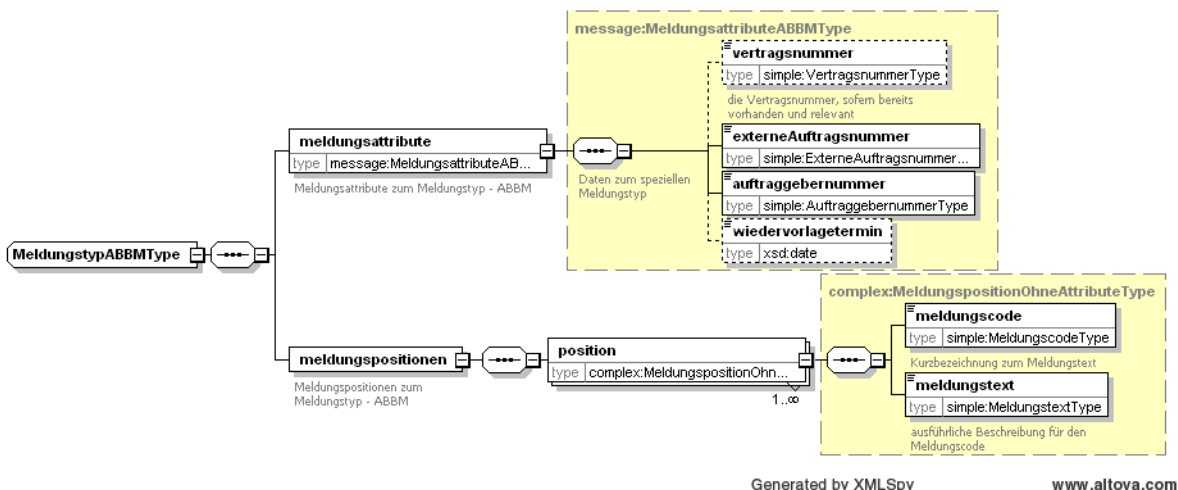 message:MeldungsattributeABBMType
vertragsnummer
type simple:VertragsnummerType
die Vertragsnummer, sofern bereits
vorhanden und relevant
meldungsattribute
type message:MeldungsattributeAB...
Meldungsattribute zum Meldungstyp - ABBM
Daten zum speziellen
Meldungstyp
externeAuftragsnummer
type simple:ExterneAuftragsnummer...
auftraggebernummer
type simple:AuftraggebernummerType
wiedervorlagetermin
type xsd:date
MeldungstypABBMType
complex:MeldungspositionOhneAttributeType
meldungspositionen
Meldungspositionen zum
Meldungstyp - ABBM
position
type complex:MeldungspositionOhn...
1..∞
meldungscode
type simple:MeldungscodeType
Kurzbezeichnung zum Meldungstext
meldungstext
type simple:MeldungstextType
ausführliche Beschreibung für den
Meldungscode
Generated by XMLSpy
www.altova.com